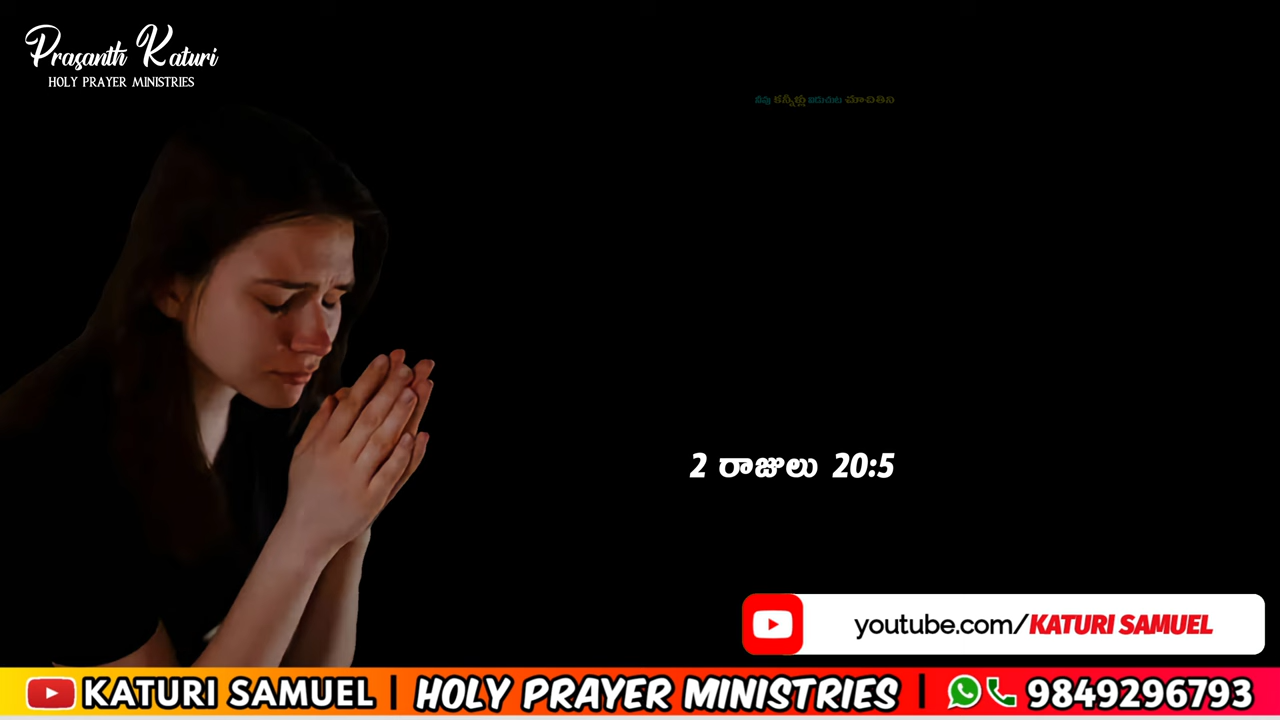 Prasanth Katuri
HOLY PRAYER MINISTRIES
నీవు కన్నీళ్లు విడుచుట చూచితిని
2 రాజులు 20:5
youtube.com/KATURI SAMUEL
KATURI SAMUEL | HOLY PRAYER MINISTRIES | 9849296793